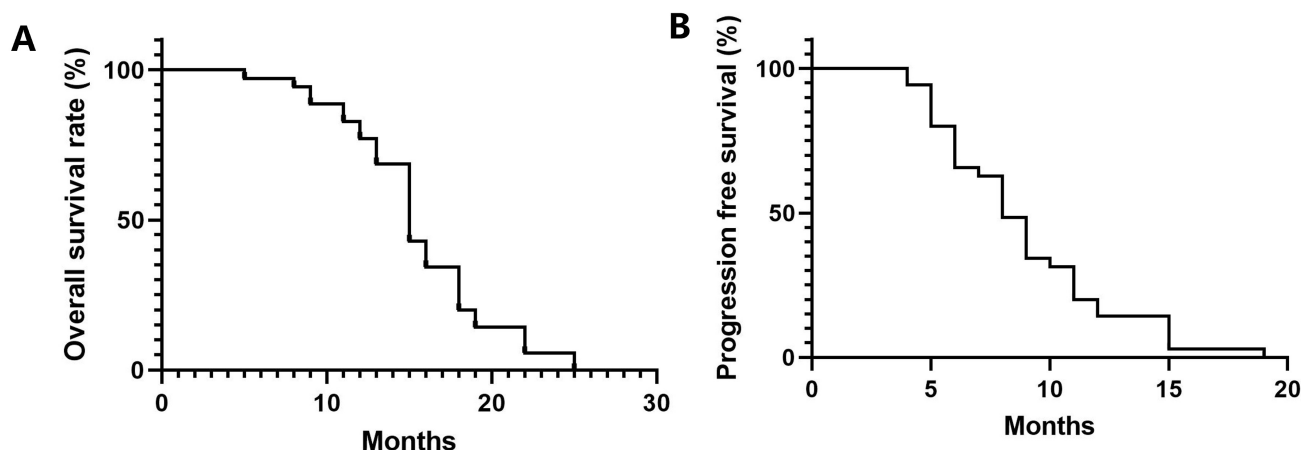 A
Overall survival rate (%)
100
50
0
0 10 20 30
Months
B
Progression free survival (%)
100
50
0
0 5 10 15 20
Months